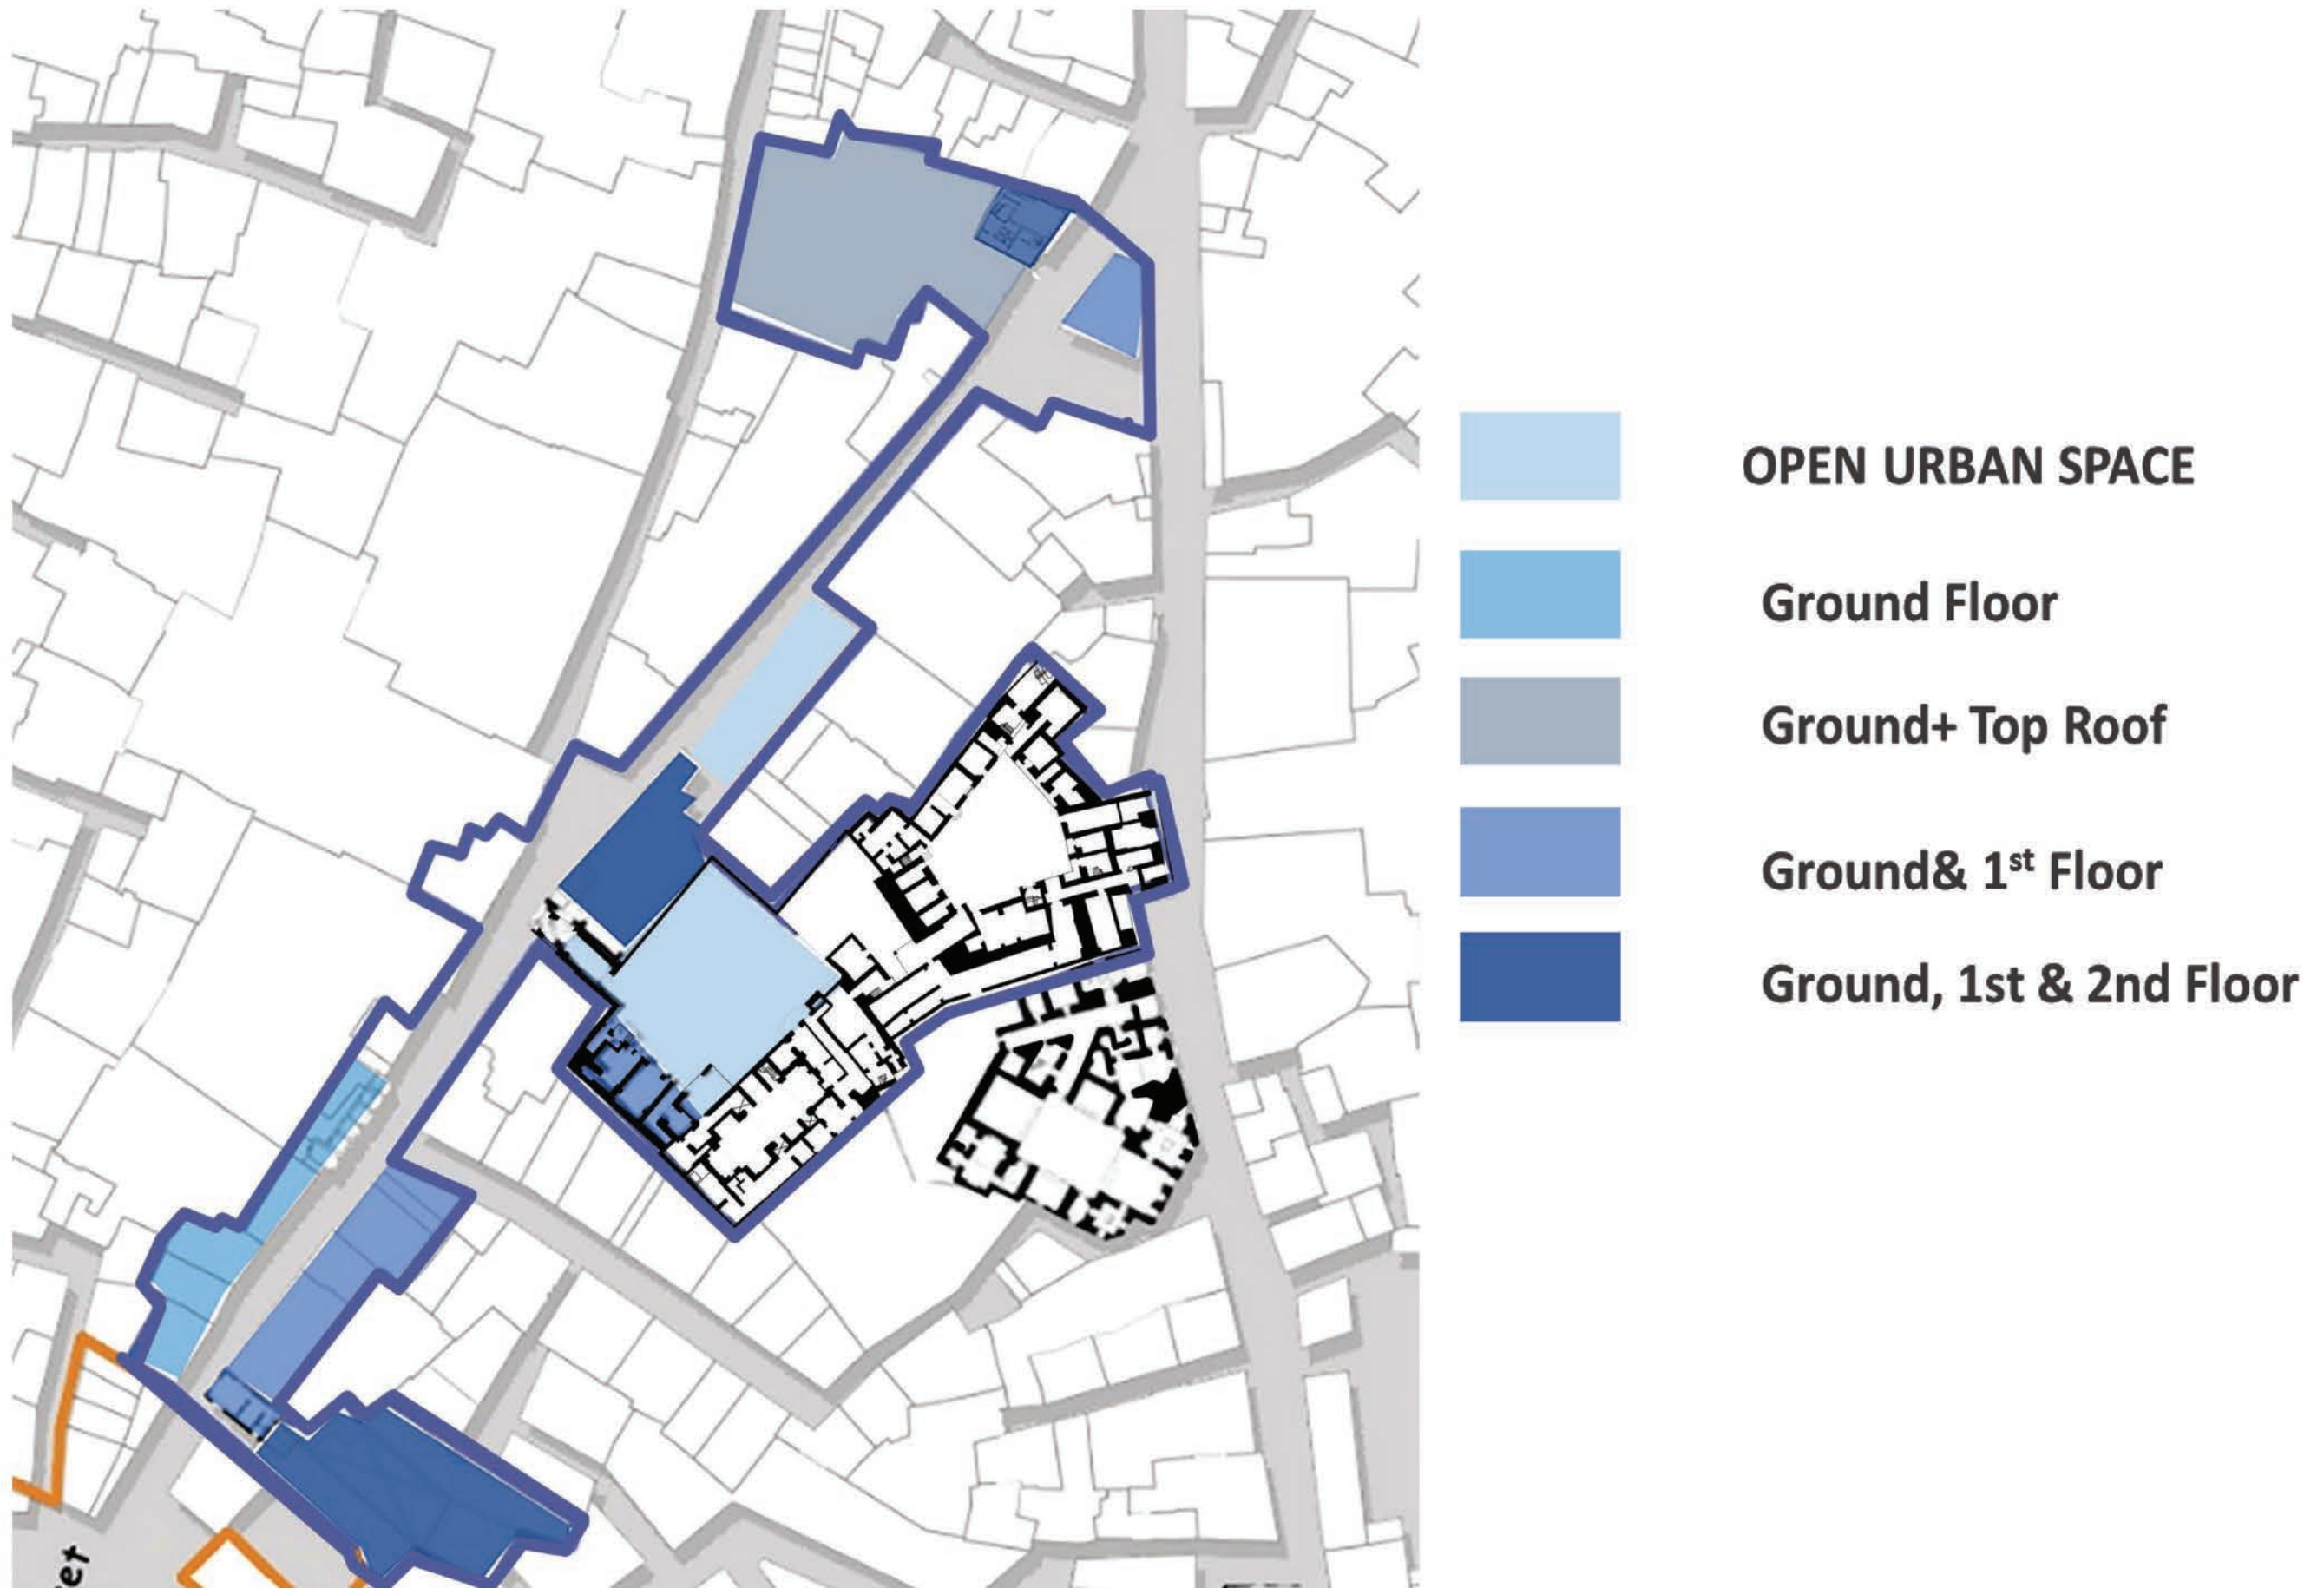 OPEN URBAN SPACE
Ground Floor
Ground+ Top Roof
Ground& 1st Floor
Ground, 1st & 2nd Floor